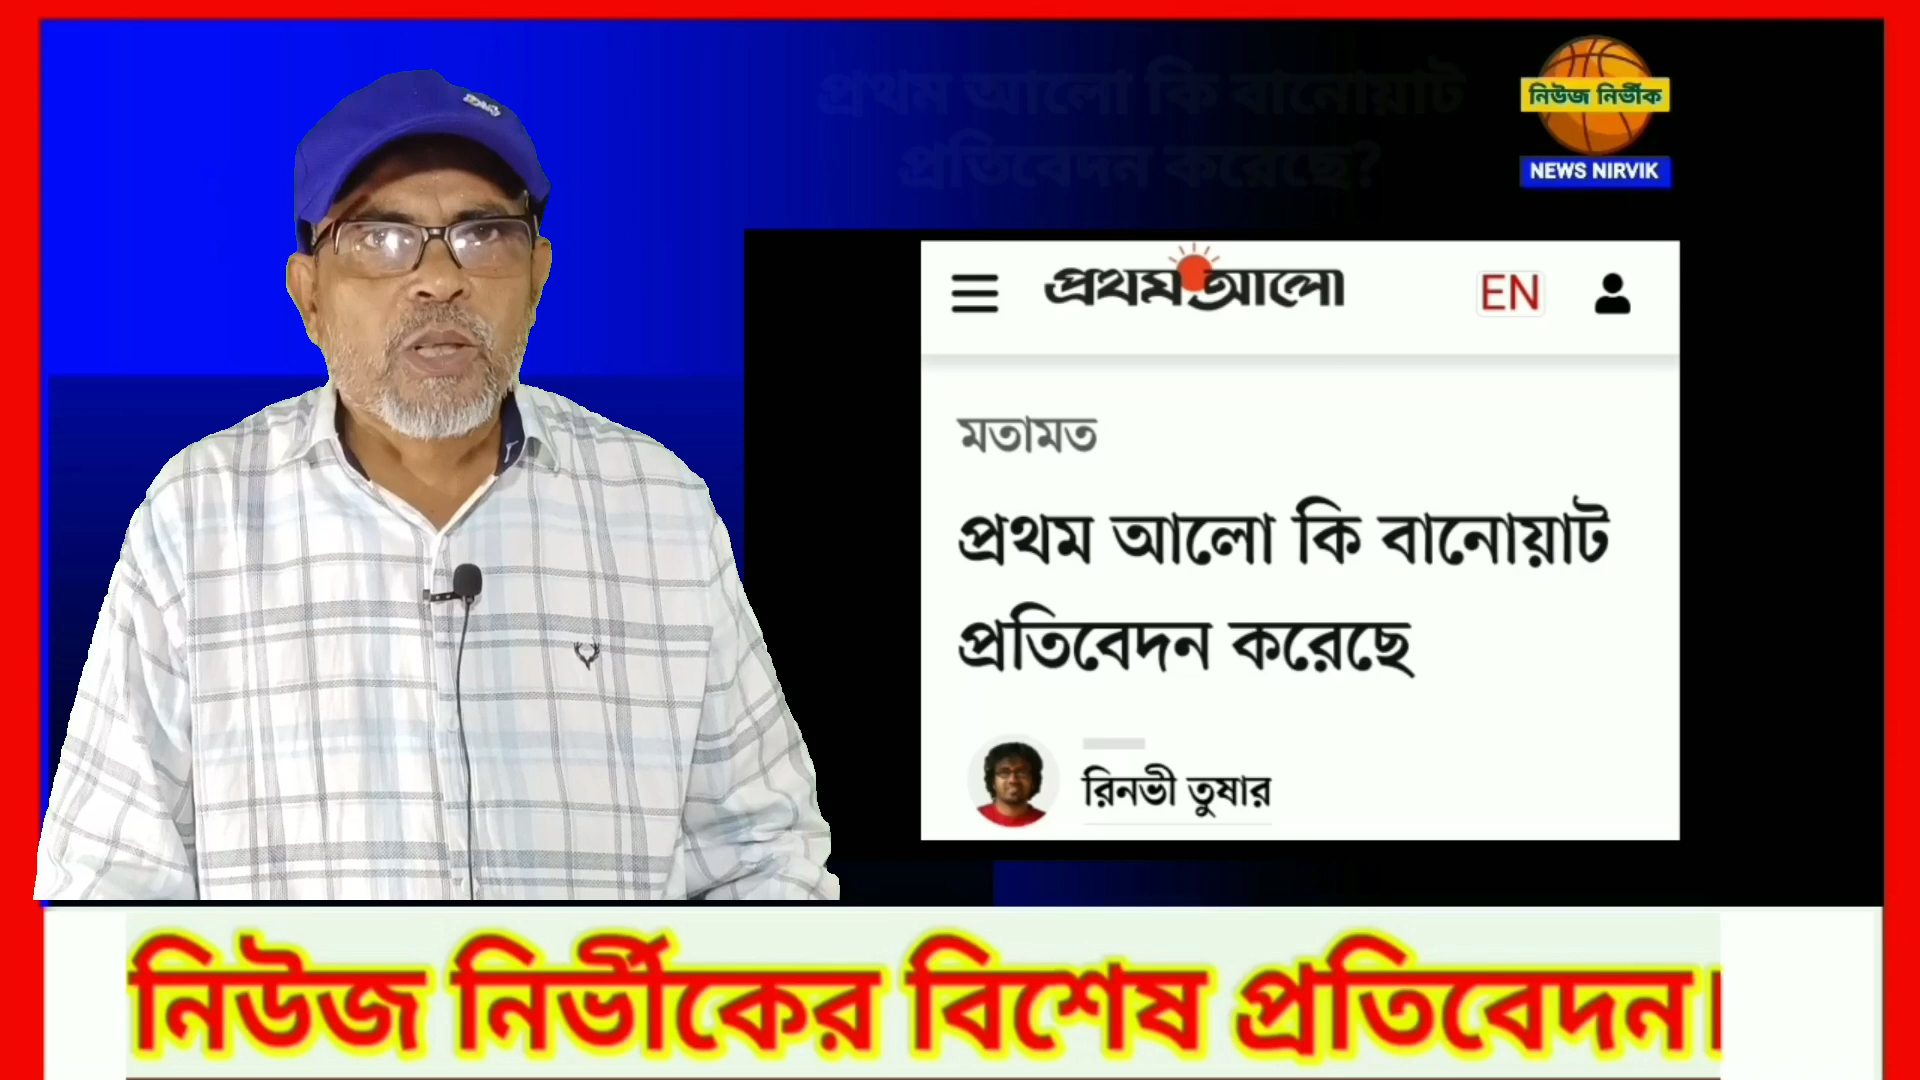 প্রথম আলো কি বানোয়াট
প্রতিবেদন করেছে?
নিউজ নির্ভীক
NEWS NIRVIK
প্রথম আলো
EN
মতামত
প্রথম আলো কি বানোয়াট
প্রতিবেদন করেছে
রিনভী তুষার
নিউজ নির্ভীকের বিশেষ প্রতিবেদন।